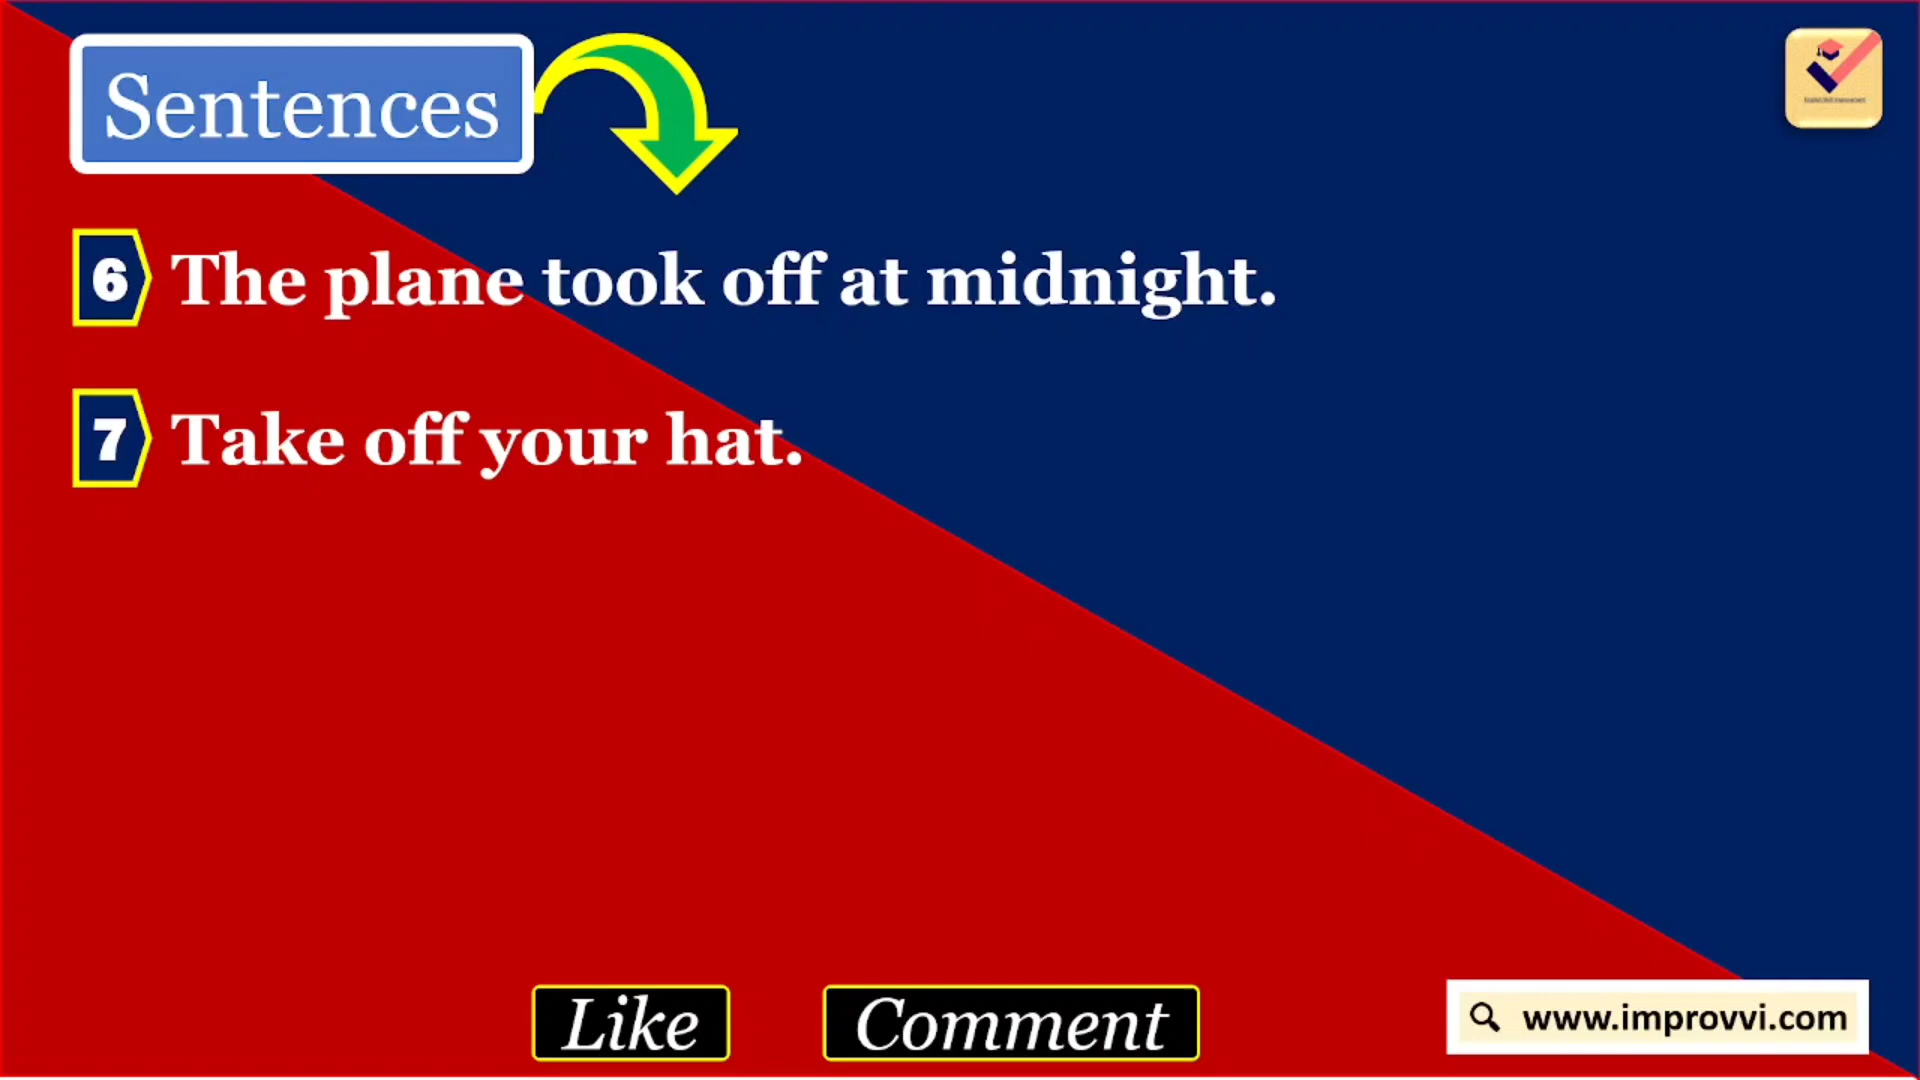 Sentences
6 The plane took off at midnight.
7 Take off your hat.
Like
Comment
www.improvvi.com